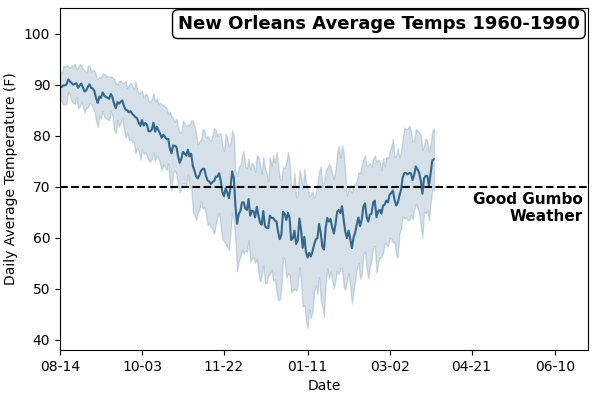 New Orleans Average Temps 1960-1990
Daily Average Temperature (F)
100
90
80
70
60
50
40
Good Gumbo
Weather
08-14 10-03 11-22 01-11 03-02 04-21 06-10
Date